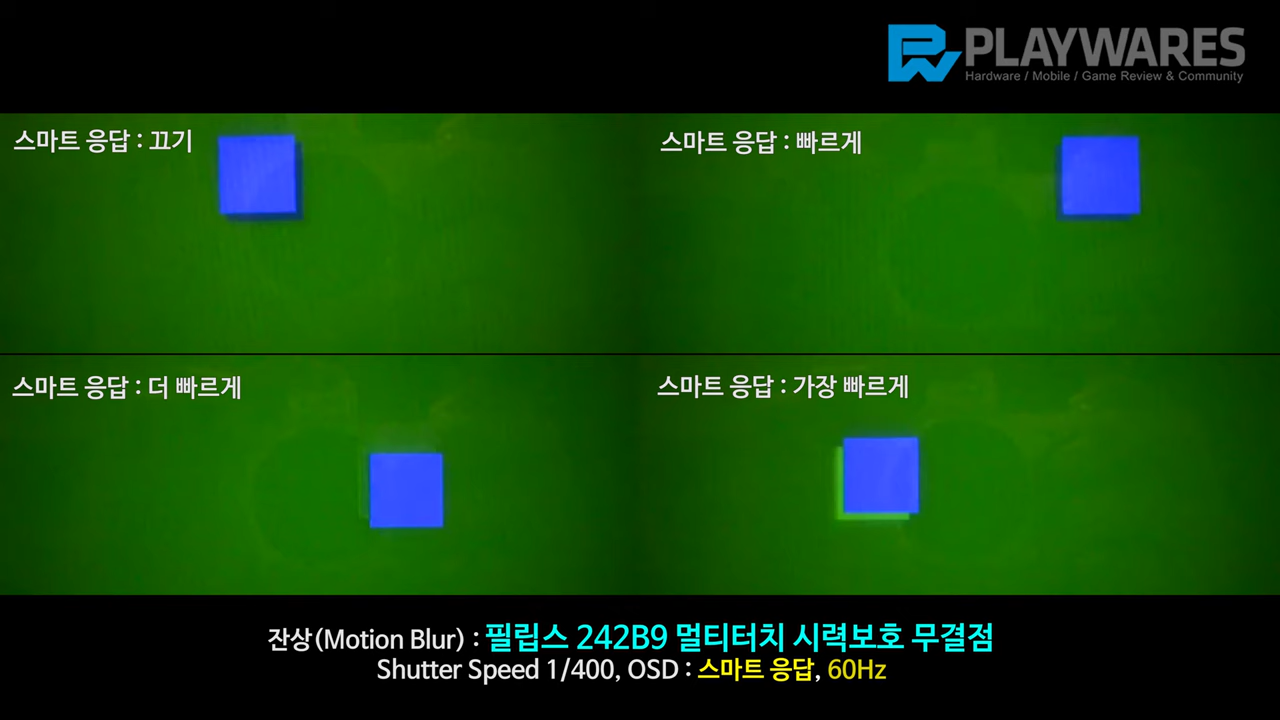 PLAYWARES
Hardware / Mobile / Game Review & Community
스마트 응답 : 끄기
스마트 응답 : 빠르게
스마트 응답 : 더 빠르게
스마트 응답 : 가장 빠르게
잔상(Motion Blur) : 필립스 242B9 멀티터치 시력보호 무결점
Shutter Speed 1/400, OSD : 스마트 응답, 60Hz